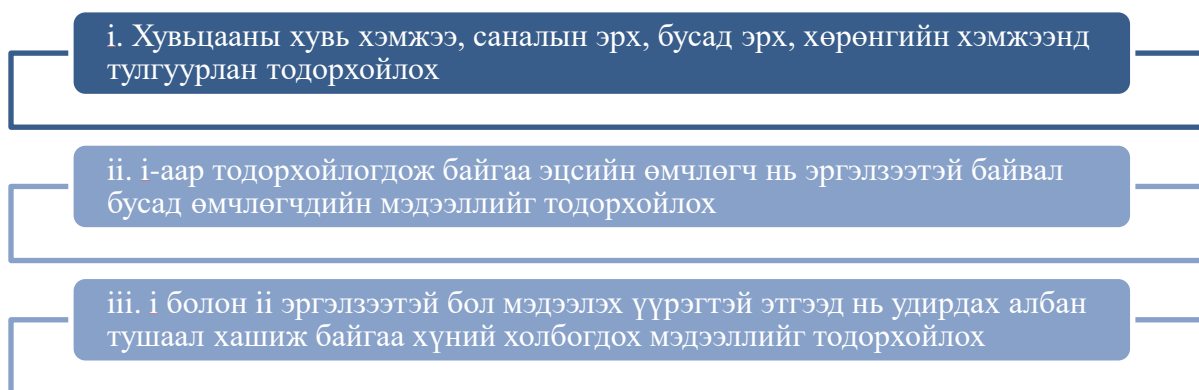 i. Хувьцааны хувь хэмжээ, саналын эрх, бусад эрх, хөрөнгийн хэмжээнд
тулгуурлан тодорхойлох
ii. i-аар тодорхойлогдож байгаа эцсийн өмчлөгч нь эргэлзээтэй байвал
бусад өмчлөгчдийн мэдээллийг тодорхойлох
iii. i болон ii эргэлзээтэй бол мэдээлэх үүрэгтэй этгээд нь удирдах албан
тушаал хашиж байгаа хүний холбогдох мэдээллийг тодорхойлох